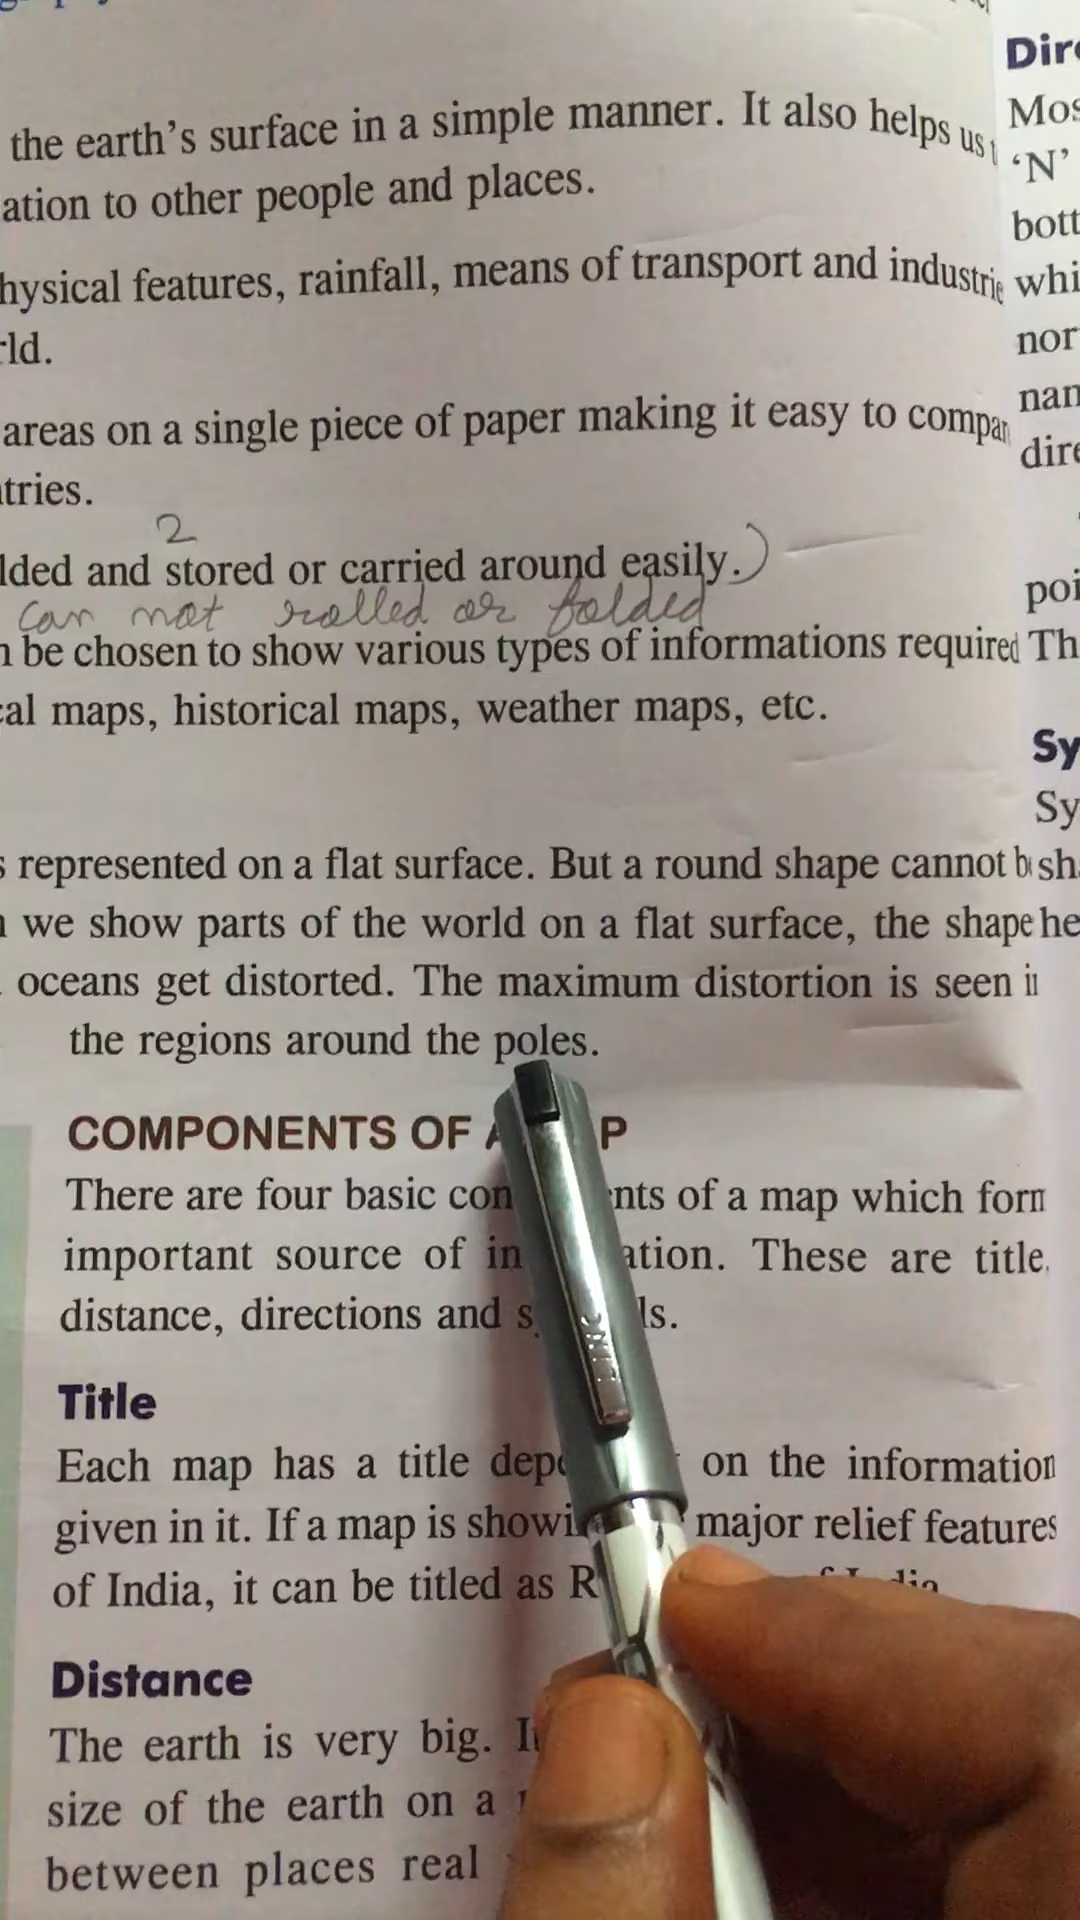 the earth's surface in a simple manner. It also helps us
ation to other people and places.
hysical features, rainfall, means of transport and industrie
rld.
areas on a single piece of paper making it easy to compar
ntries.
2
lded and stored or carried around easily.)
can not rolled or folded
n be chosen to show various types of informations required
cal maps, historical maps, weather maps, etc.
s represented on a flat surface. But a round shape cannot b
n we show parts of the world on a flat surface, the shape
oceans get distorted. The maximum distortion is seen i
the regions around the poles.
COMPONENTS OF A P
There are four basic con nts of a map which form
important source of in ation. These are title,
distance, directions and s ls.
Title
Each map has a title dep on the information
given in it. If a map is showi major relief features
of India, it can be titled as R
Distance
The earth is very big. I
size of the earth on a
between places real
LINC
Dire
Mos
'N'
bott
whi
nor
nam
dire
poi
Th
Sy
Sy
sh
he